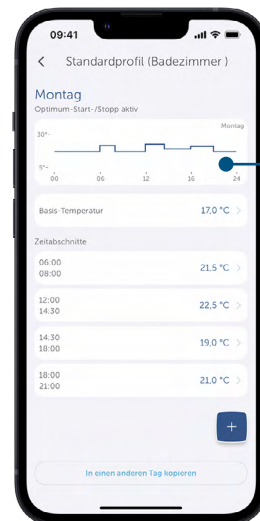 09:41
Standardprofil (Badezimmer )
Montag
Optimum-Start-/Stopp aktiv
Montag
30°-
5°-
00 06 12 16 24
Basis-Temperatur 17,0 °C
Zeitabschnitte
06:00
08:00
21,5 °C
12:00
14:30
22,5 °C
14:30
18:00
19,0 °C
18:00
21:00
21,0 °C
+
In einen anderen Tag kopieren